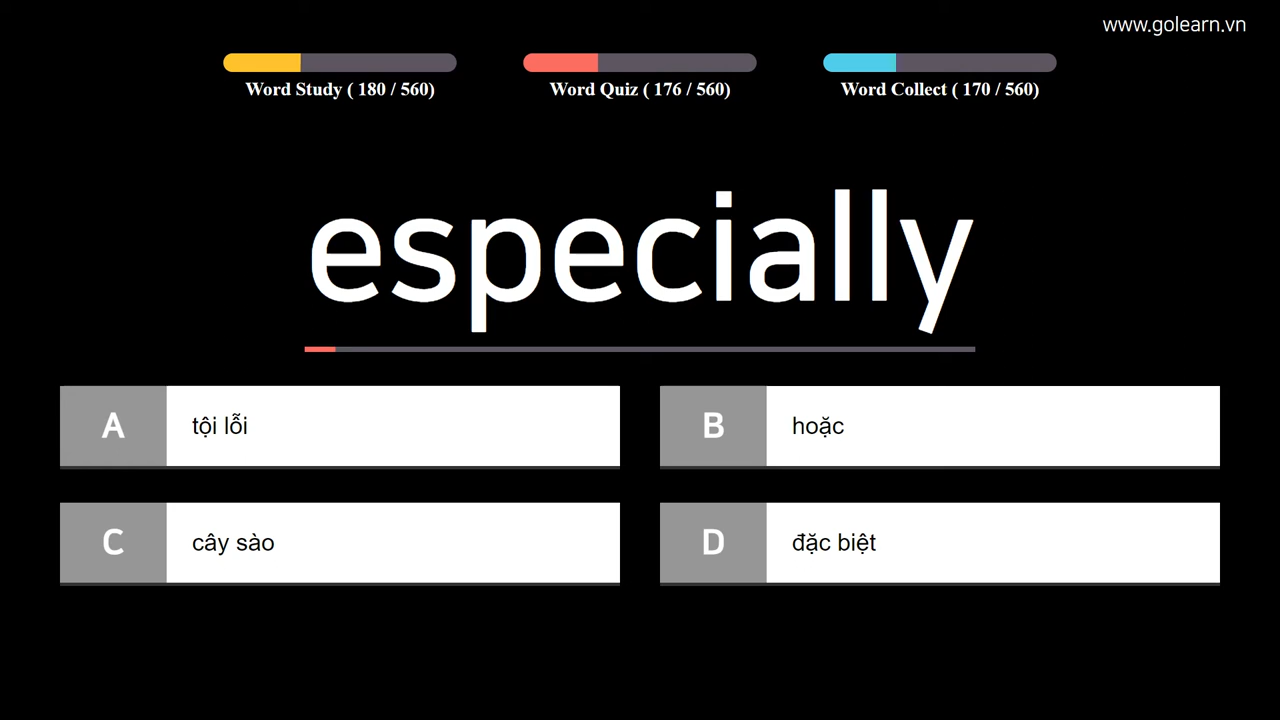 www.golearn.vn
Word Study ( 180 / 560)
Word Quiz ( 176 / 560)
Word Collect ( 170 / 560)
especially
A tội lỗi
B hoặc
C cây sào
D đặc biệt